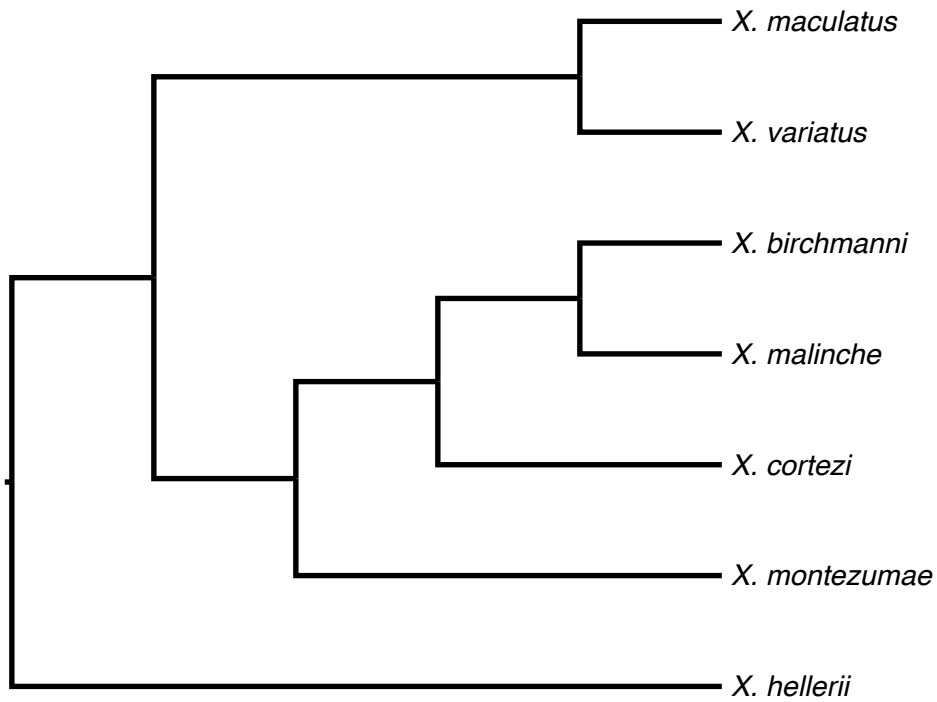 X. maculatus
X. variatus
X. birchmanni
X. malinche
X. cortezi
X. montezumae
X. hellerii